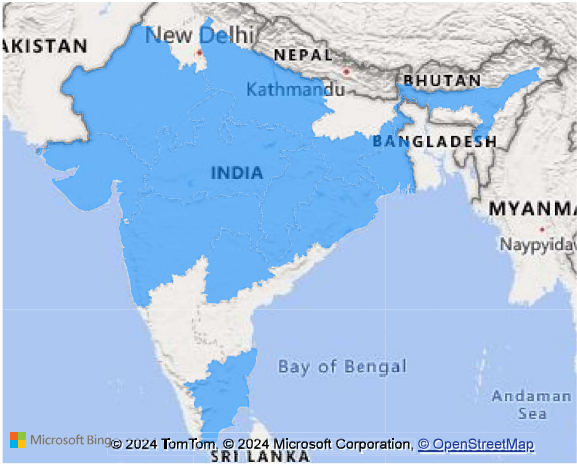 AKISTAN
New Delhi
NEPAL
Kathmandu
BHUTAN
BANGLADESH
INDIA
MYANMA
Naypyidaw
Bay of Bengal
Andaman
Sea
Microsoft Bing
© 2024 TomTom, © 2024 Microsoft Corporation, © OpenStreetMap
SRI LANKA